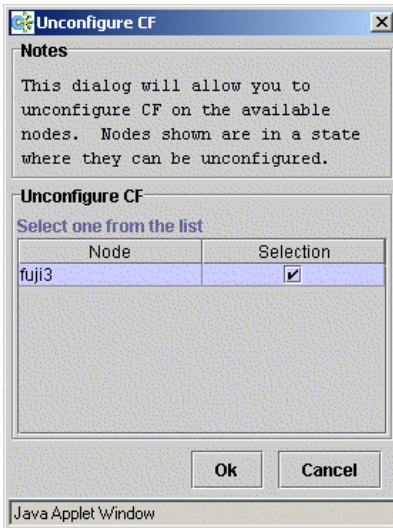 Unconfigure CF
Notes
This dialog will allow you to
unconfigure CF on the available
nodes. Nodes shown are in a state
where they can be unconfigured.
Unconfigure CF
Select one from the list
Node Selection
fuji3
Ok Cancel
Java Applet Window